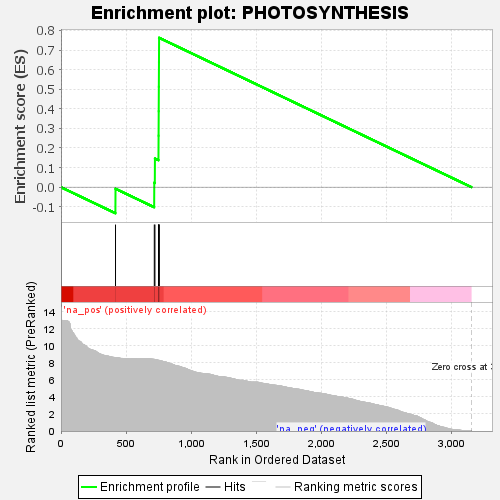 Enrichment plot: PHOTOSYNTHESIS
Enrichment score (ES)
0.8
0.7
0.6
0.5
0.4
0.3
0.2
0.1
0.0
-0.1
'na_pos' (positively correlated)
Ranked list metric (PreRanked)
14
12
10
8
6
4
2
0
Zero cross at 3
'na_neg' (negatively correlated)
0 500 1,000 1,500 2,000 2,500 3,000
Rank in Ordered Dataset
Enrichment profile Hits Ranking metric scores